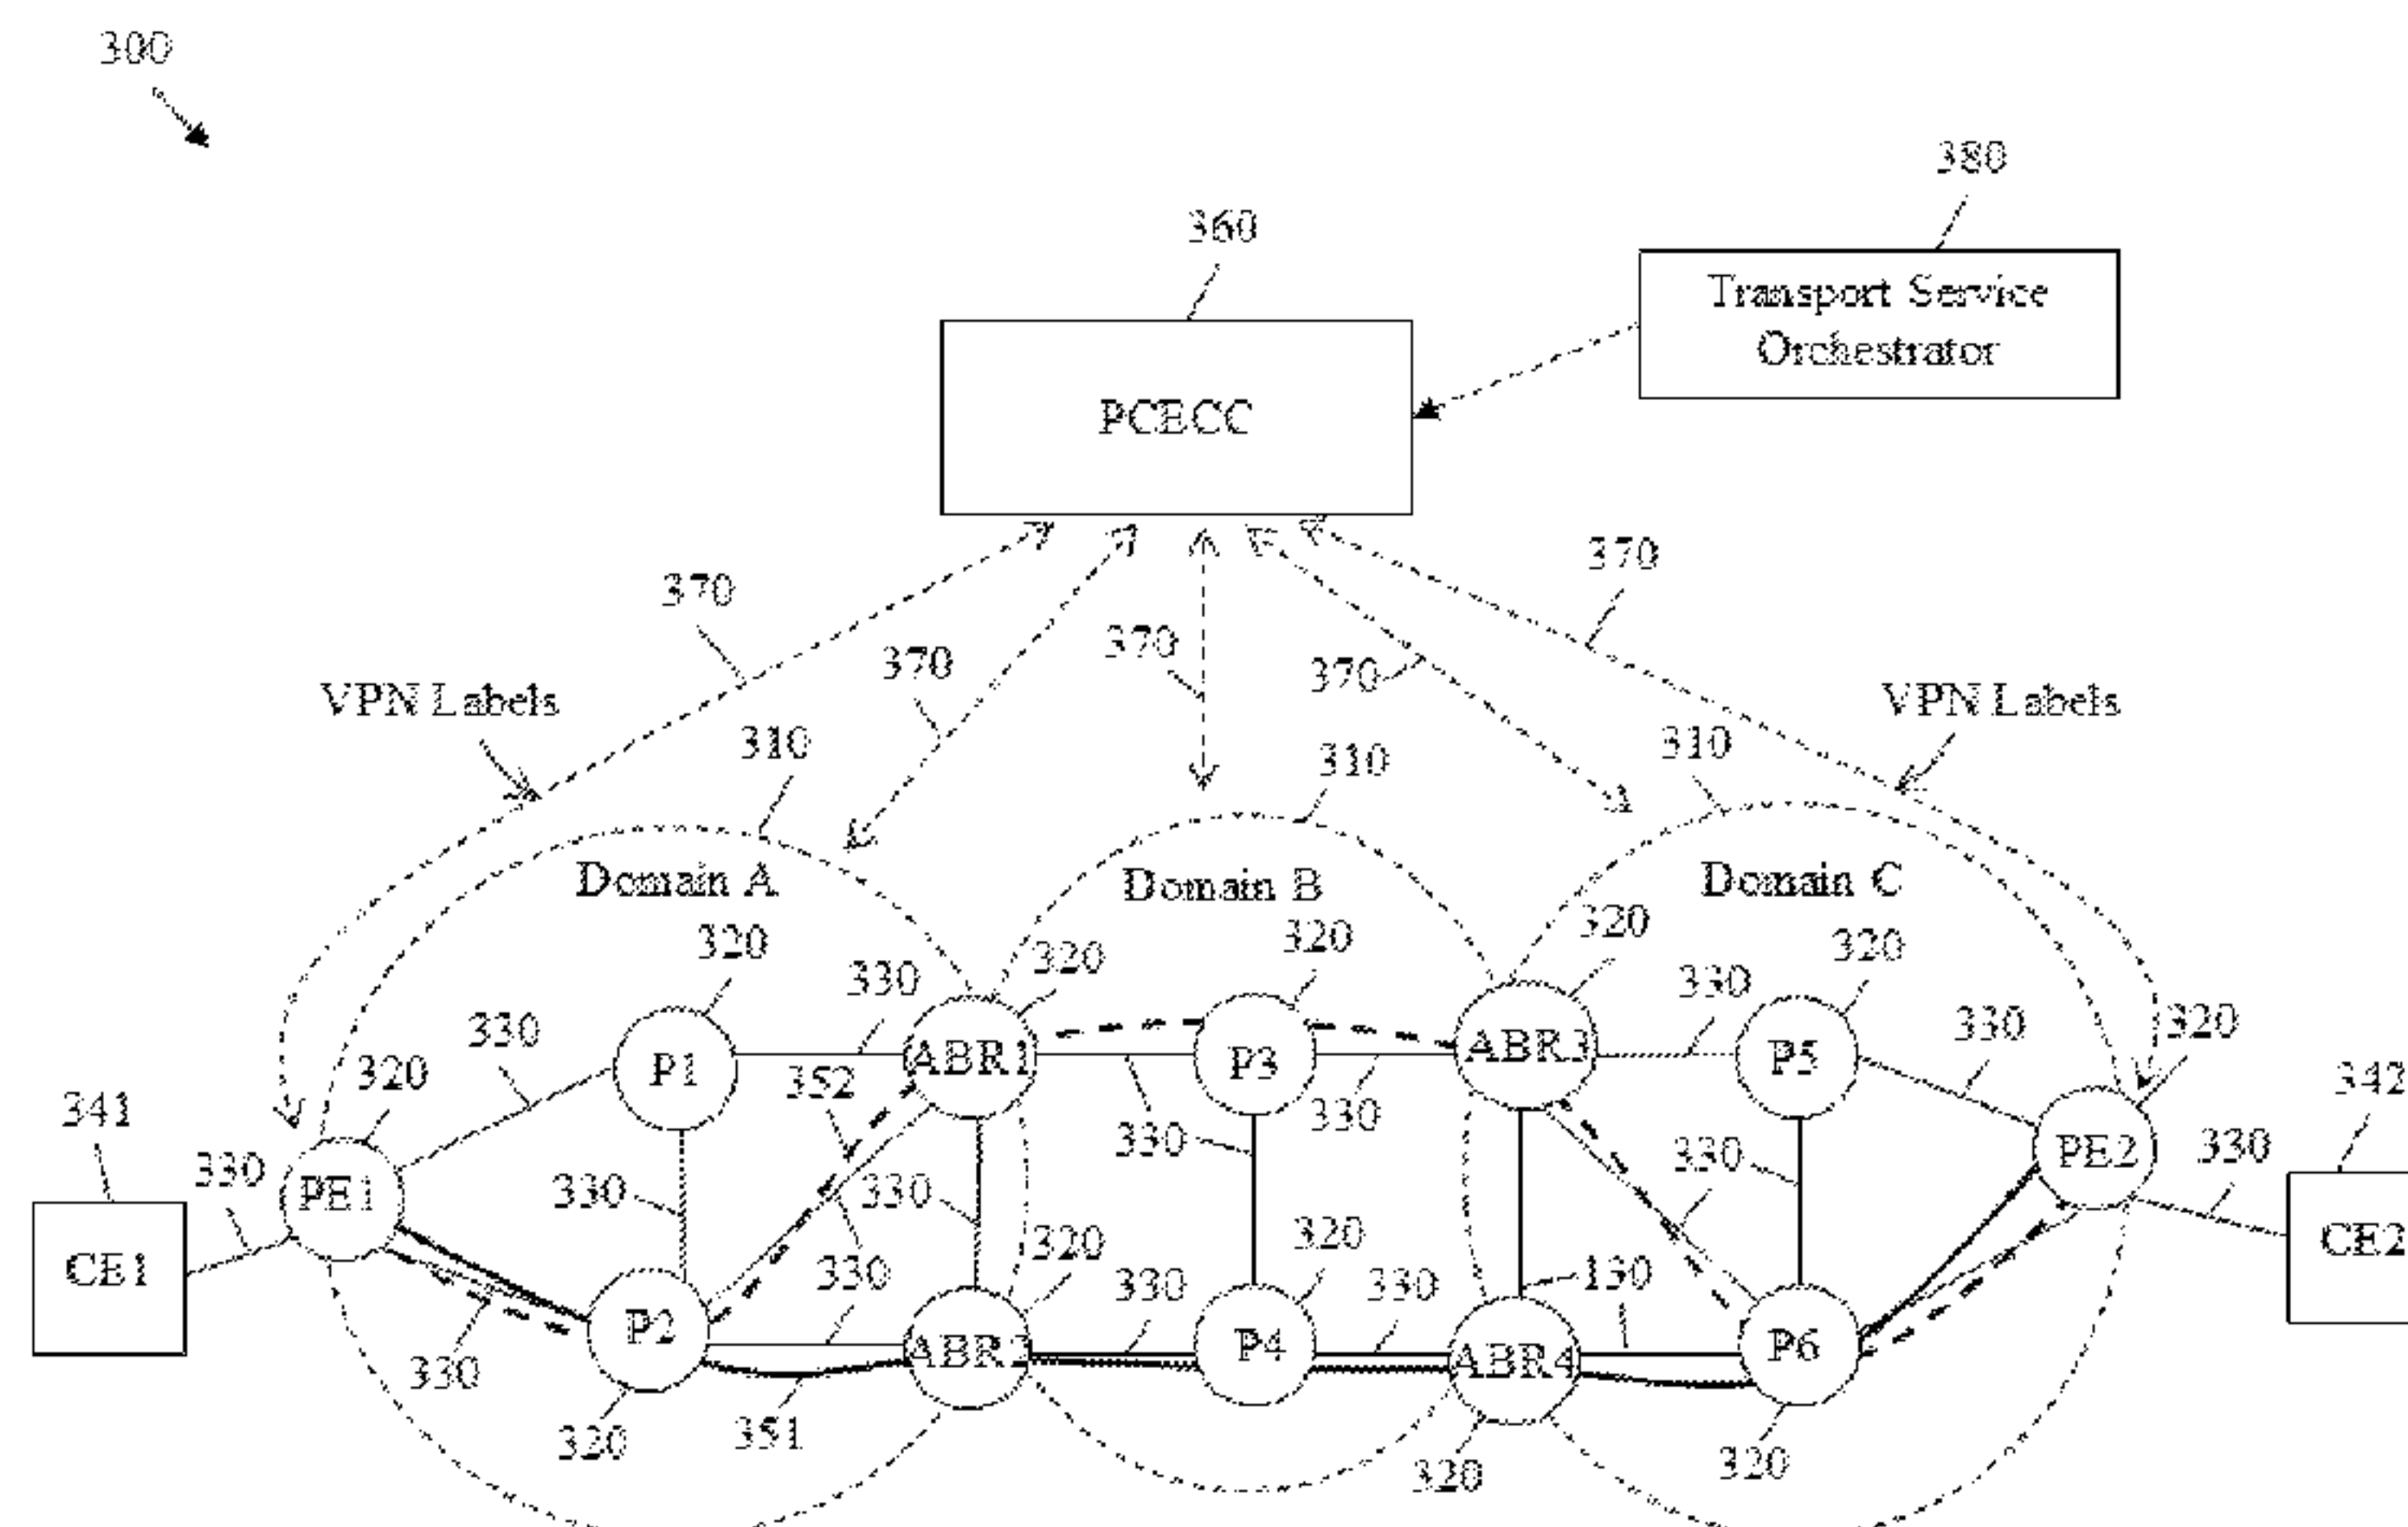 300
380
360
Transport Service
Orchestrator
PCECC
370
370
370
370
370
VPN Labels
VPN Labels
310
310
310
Domain A
Domain B
Domain C
320
320
320
320
320
330
330
330
330
320
320
P1
ABR1
P3
ABR3
P5
352
341
342
330
330
330
330
330
330
330
330
PE1
PE2
CE1
CE2
320
320
330
330
330
330
130
P2
ABR2
P4
ABR4
P6
320
351
320
320